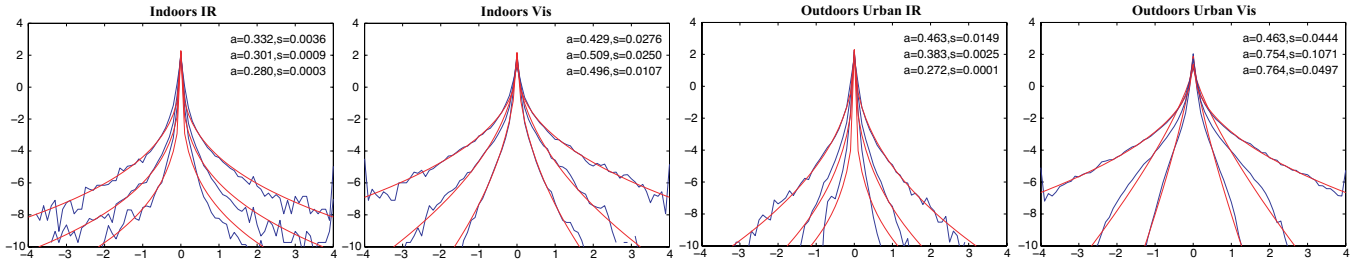 Indoors IR
4
2
0
−2
−4
−6
−8
−10
a=0.332,s=0.0036
a=0.301,s=0.0009
a=0.280,s=0.0003
−4 −3 −2 −1 0 1 2 3 4
Indoors Vis
4
2
0
−2
−4
−6
−8
−10
a=0.429,s=0.0276
a=0.509,s=0.0250
a=0.496,s=0.0107
−4 −3 −2 −1 0 1 2 3 4
Outdoors Urban IR
4
2
0
−2
−4
−6
−8
−10
a=0.463,s=0.0149
a=0.383,s=0.0025
a=0.272,s=0.0001
−4 −3 −2 −1 0 1 2 3 4
Outdoors Urban Vis
4
2
0
−2
−4
−6
−8
−10
a=0.463,s=0.0444
a=0.754,s=0.1071
a=0.764,s=0.0497
−4 −3 −2 −1 0 1 2 3 4